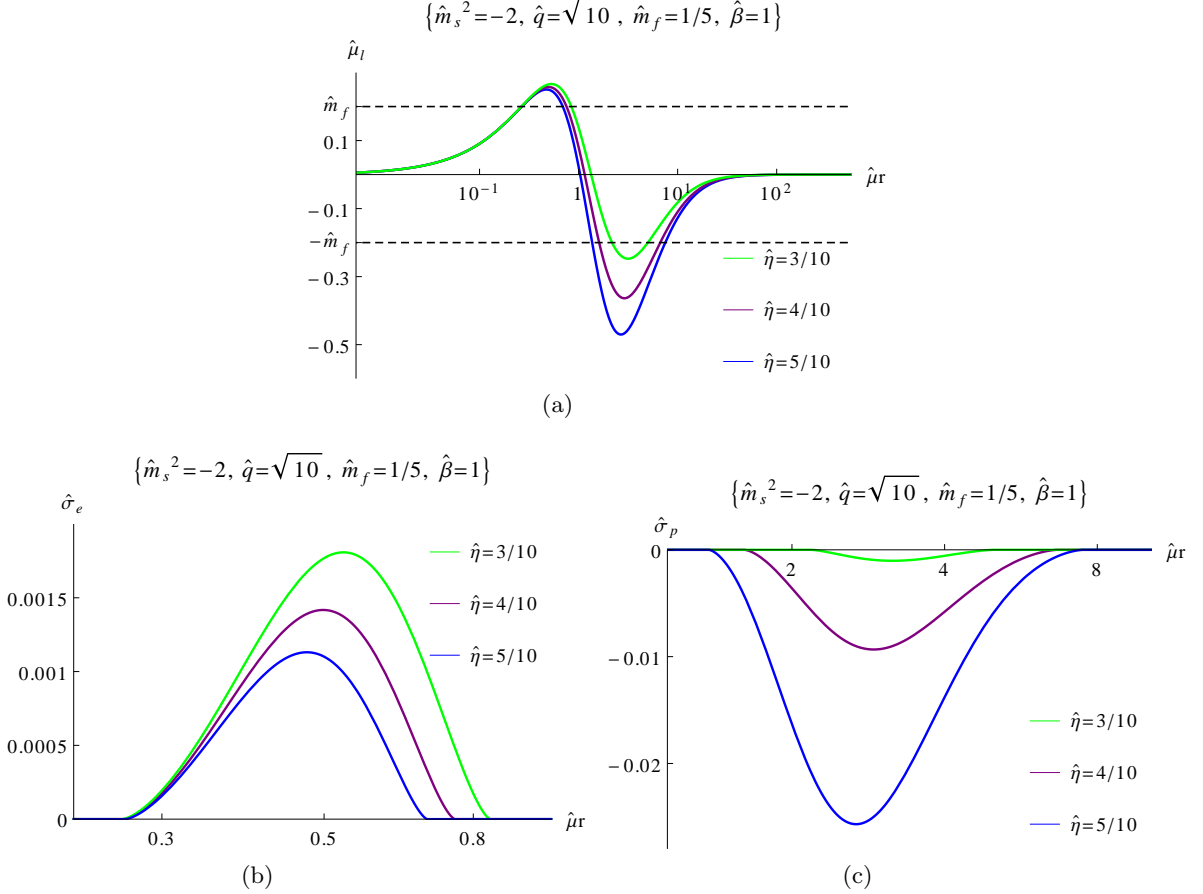 {m̂ₛ²=−2, q̂=√10 , m̂_f=1/5, β̂=1}
μ̂_l
m̂_f
0.1
10⁻¹
1
10¹
10²
μ̂r
−0.1
−m̂_f
−0.3
−0.5
η̂=3/10
η̂=4/10
η̂=5/10
(a)
{m̂ₛ²=−2, q̂=√10 , m̂_f=1/5, β̂=1}
σ̂_e
0.0015
0.001
0.0005
0
0.3
0.5
0.8
μ̂r
η̂=3/10
η̂=4/10
η̂=5/10
(b)
{m̂ₛ²=−2, q̂=√10 , m̂_f=1/5, β̂=1}
σ̂_p
0
2
4
8
μ̂r
−0.01
−0.02
η̂=3/10
η̂=4/10
η̂=5/10
(c)